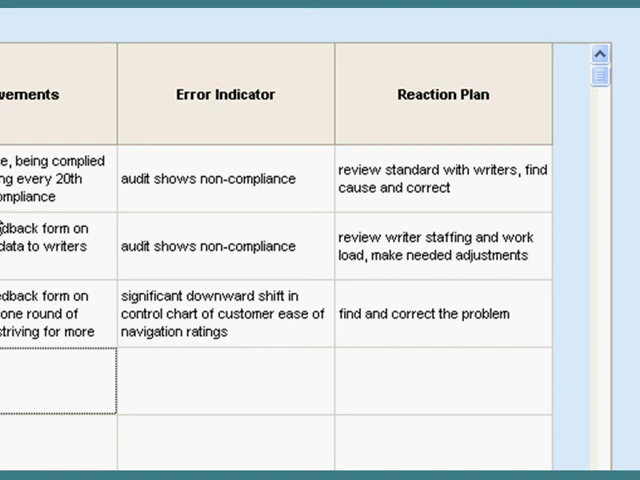 vements
Error Indicator
Reaction Plan
e, being complied
ng every 20th
mpliance
audit shows non-compliance
review standard with writers, find
cause and correct
dback form on
data to writers
audit shows non-compliance
review writer staffing and work
load, make needed adjustments
edback form on
one round of
striving for more
significant downward shift in
control chart of customer ease of
navigation ratings
find and correct the problem